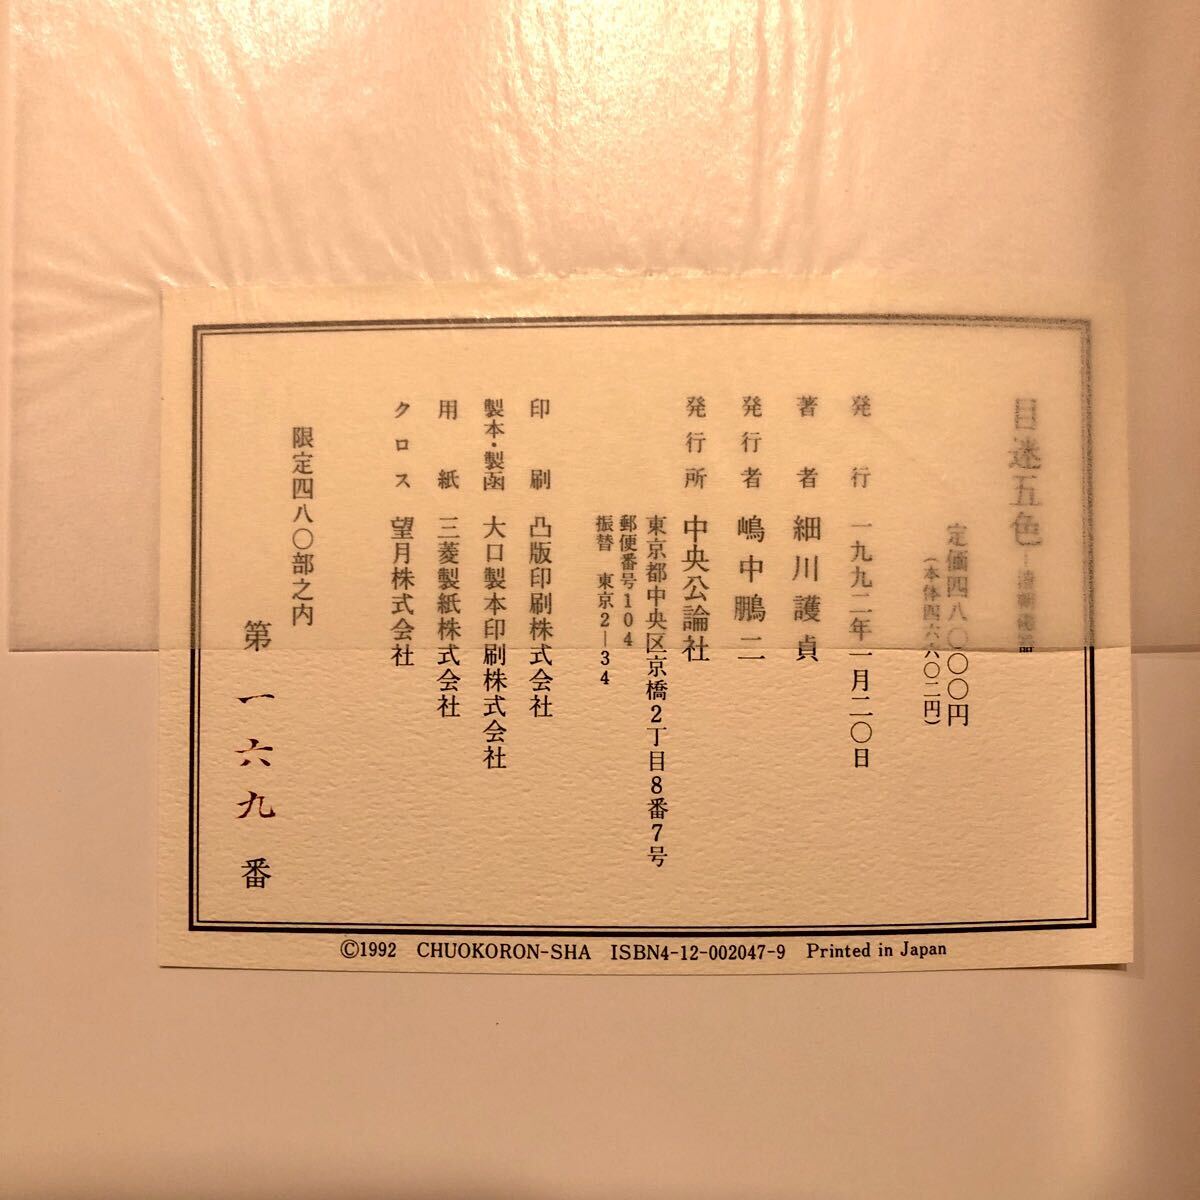 目迷五色
定価四八〇〇〇円
（本体四六六〇二円）
発行 一九九二年一月二〇日
著者 細川護貞
発行者 嶋中鵬二
発行所 中央公論社
東京都中央区京橋2丁目8番7号
郵便番号104
振替 東京2―34
印刷 凸版印刷株式会社
製本・製函 大口製本印刷株式会社
用紙 三菱製紙株式会社
クロス 望月株式会社
限定四八〇部之内
第一六九番
©1992 CHUOKORON-SHA ISBN4-12-002047-9 Printed in Japan